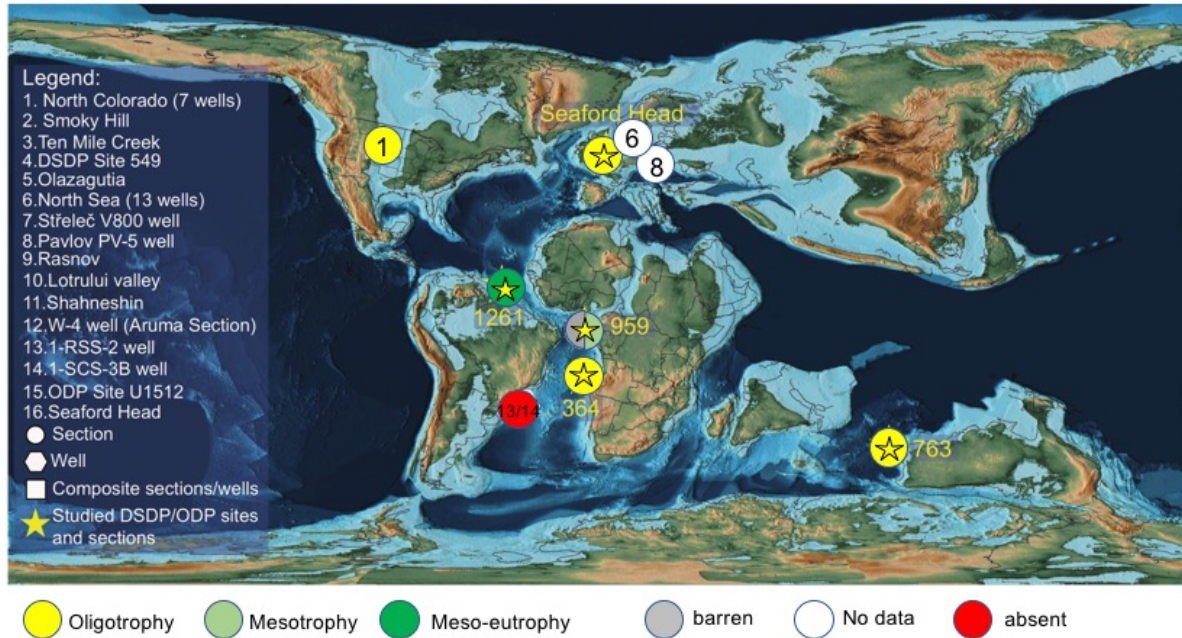 Legend:
1. North Colorado (7 wells)
2. Smoky Hill
3.Ten Mile Creek
4.DSDP Site 549
5.Olazagutia
6.North Sea (13 wells)
7.Střeleč V800 well
8.Pavlov PV-5 well
9.Rasnov
10.Lotrului valley
11.Shahneshin
12.W-4 well (Aruma Section)
13.1-RSS-2 well
14.1-SCS-3B well
15.ODP Site U1512
16.Seaford Head
Section
Well
Composite sections/wells
Studied DSDP/ODP sites
and sections
Seaford Head
1
6
8
1261
959
364
13/14
763
Oligotrophy
Mesotrophy
Meso-eutrophy
barren
No data
absent